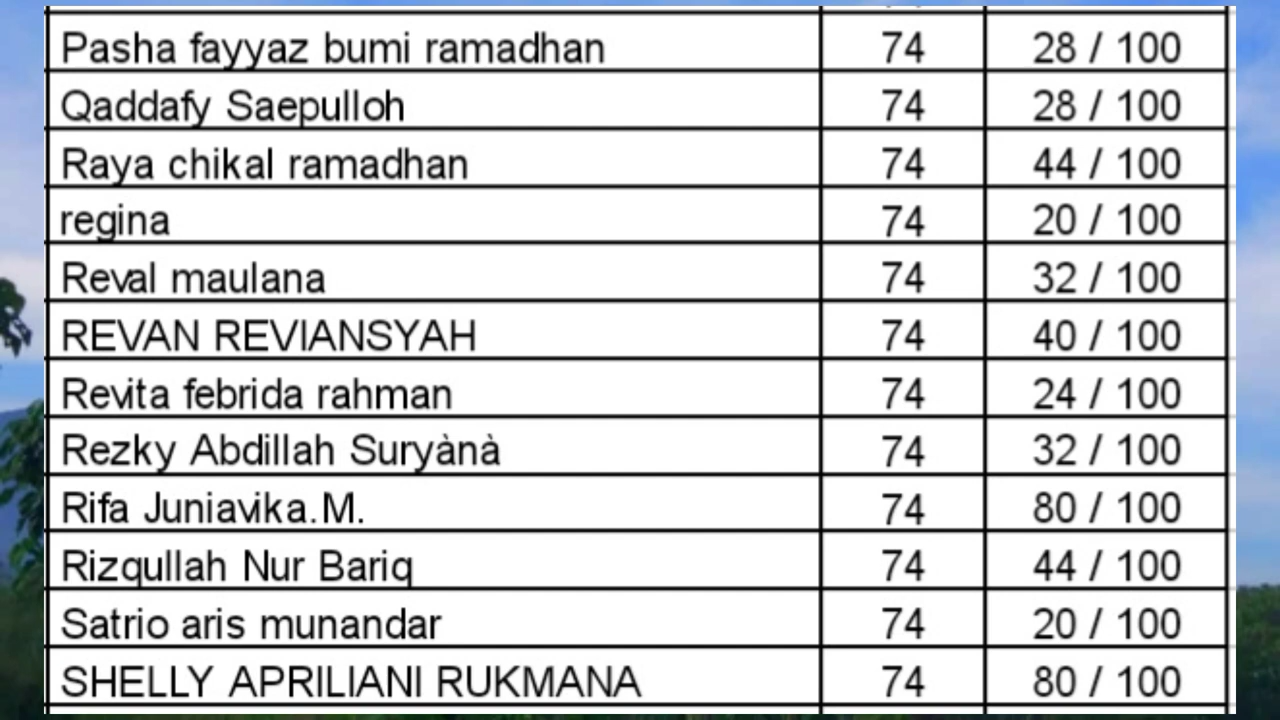 Pasha fayyaz bumi ramadhan 74 28 / 100
Qaddafy Saepulloh 74 28 / 100
Raya chikal ramadhan 74 44 / 100
regina 74 20 / 100
Reval maulana 74 32 / 100
REVAN REVIANSYAH 74 40 / 100
Revita febrida rahman 74 24 / 100
Rezky Abdillah Suryànà 74 32 / 100
Rifa Juniavika.M. 74 80 / 100
Rizqullah Nur Bariq 74 44 / 100
Satrio aris munandar 74 20 / 100
SHELLY APRILIANI RUKMANA 74 80 / 100